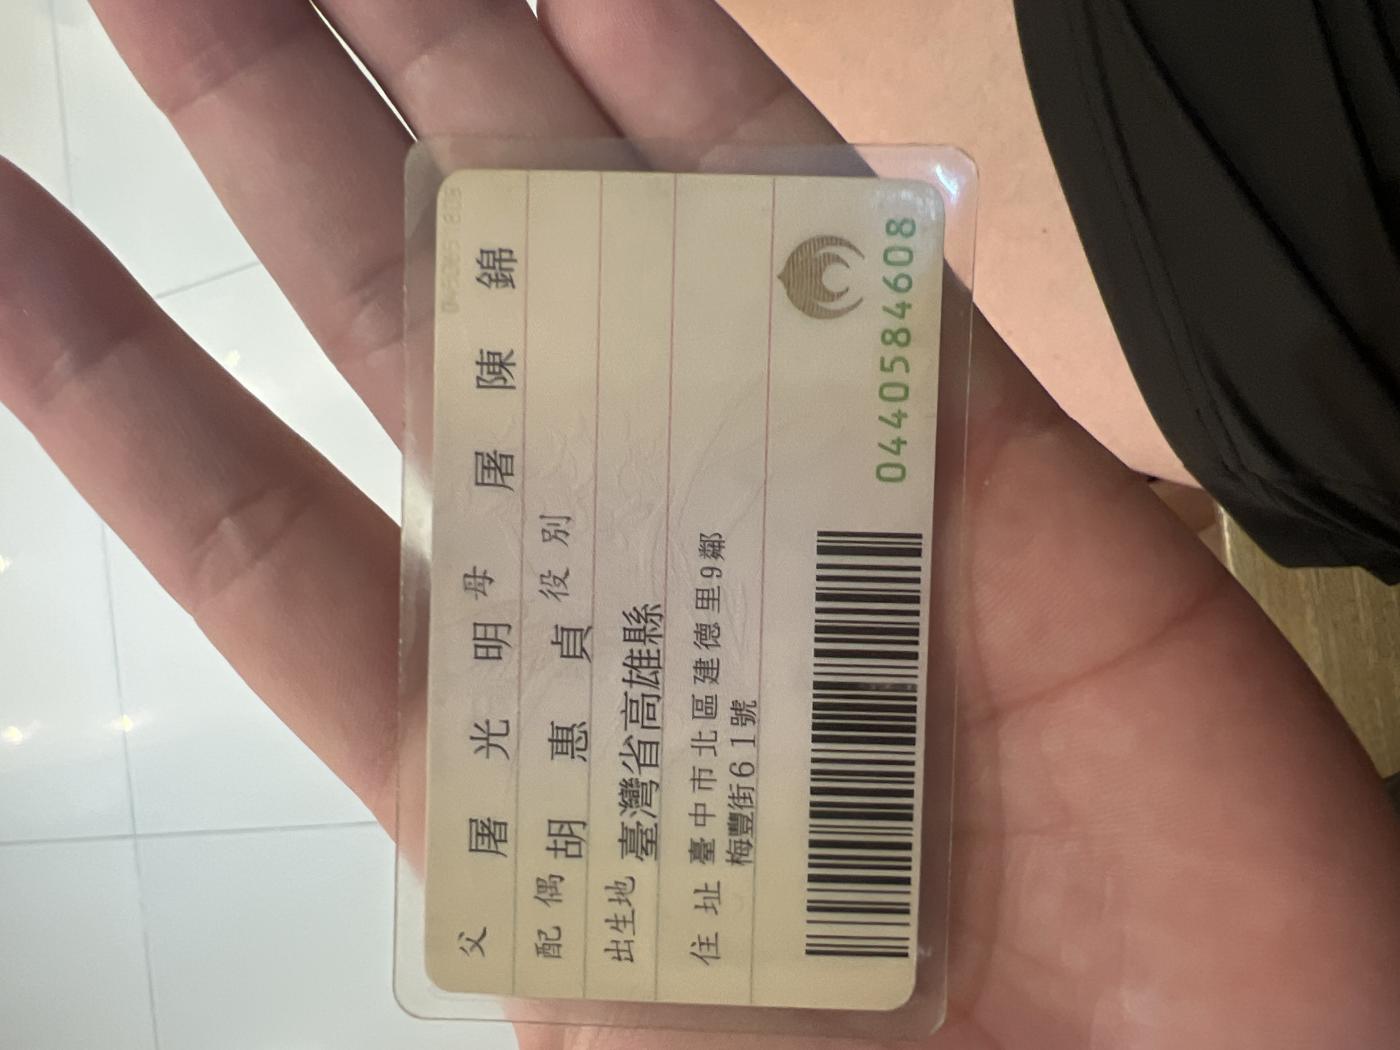 父 屠光明 母 屠陳錦
配偶 胡惠貞 役別
出生地 臺灣省高雄縣
住址 臺中市北區建德里9鄰
梅豐街61號
0440584608